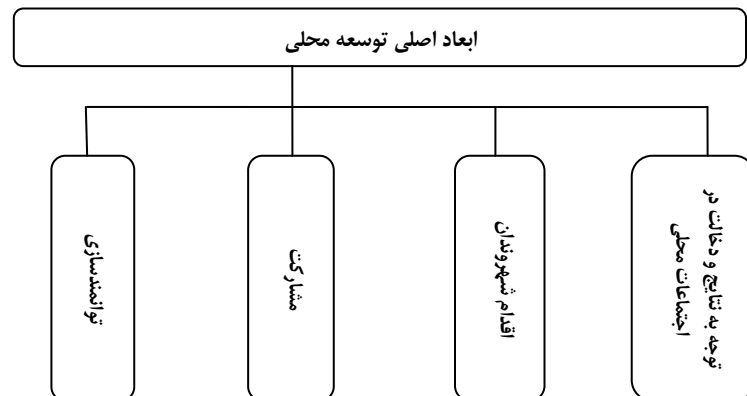 ابعاد اصلی توسعه محلی
توجه به نتایج و دخالت در
اجتماعات محلی
اقدام شهروندان
مشارکت
توانمندسازی